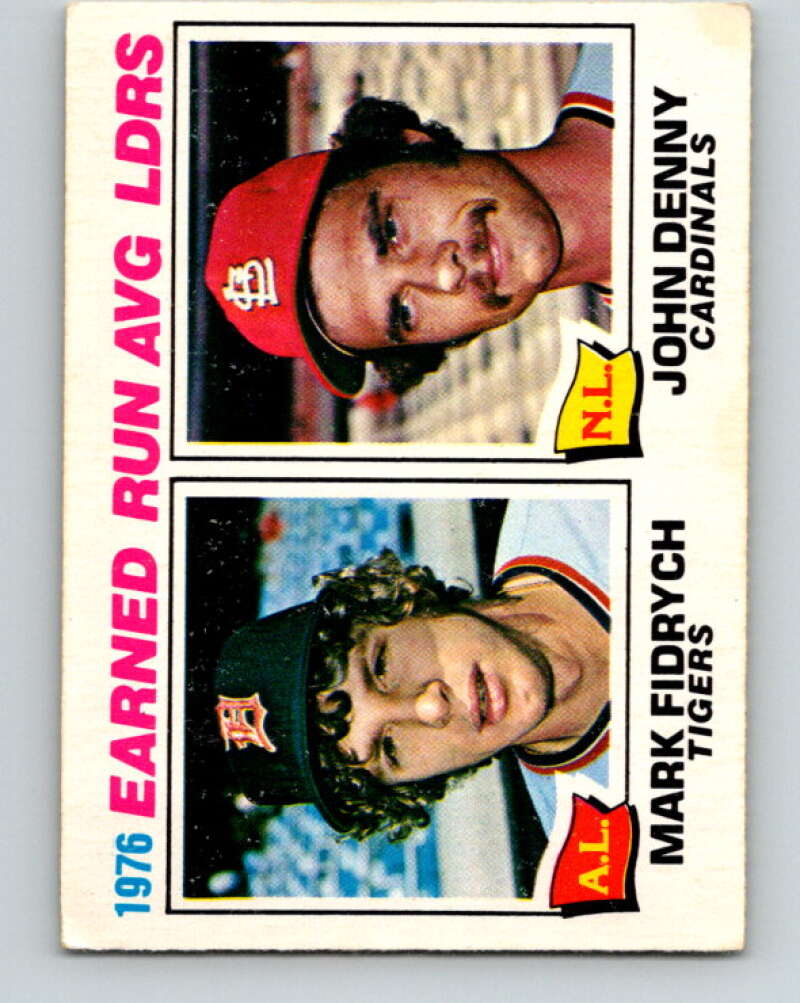 1976 EARNED RUN AVG LDRS
A.L.
MARK FIDRYCH
TIGERS
N.L.
JOHN DENNY
CARDINALS